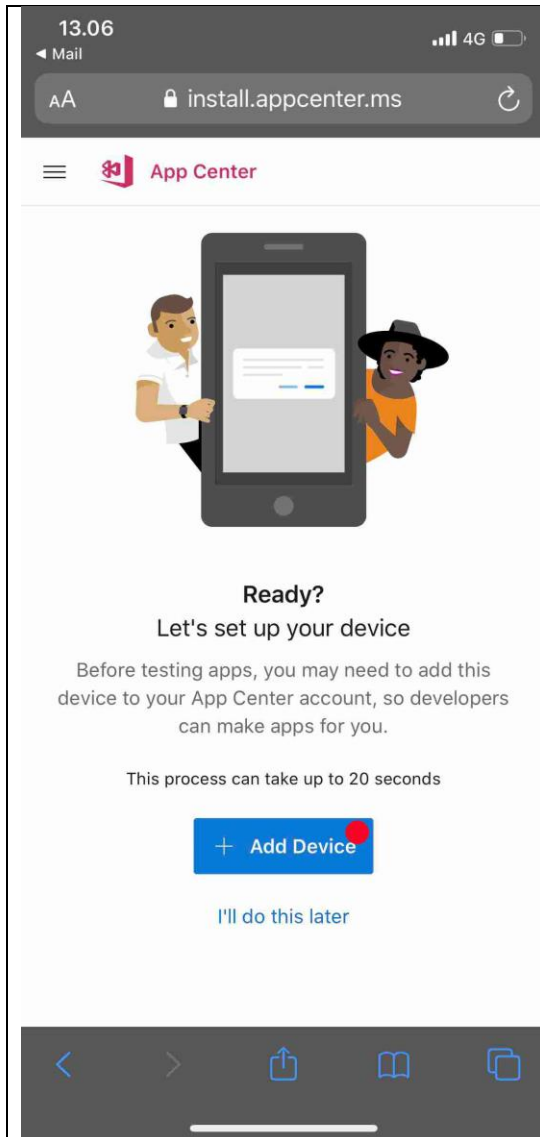 13.06
4G
Mail
AA install.appcenter.ms
App Center
Ready?
Let's set up your device
Before testing apps, you may need to add this
device to your App Center account, so developers
can make apps for you.
This process can take up to 20 seconds
+ Add Device
I'll do this later